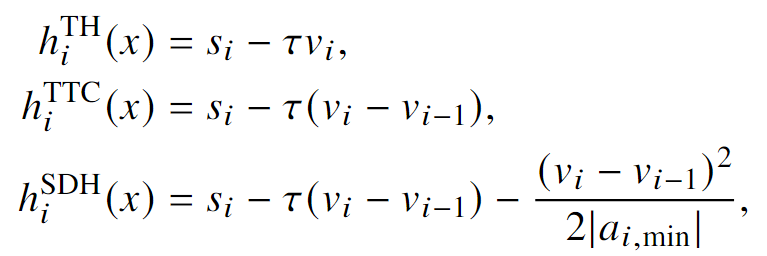 h_i^{TH}(x) = s_i − τv_i,
h_i^{TTC}(x) = s_i − τ(v_i − v_{i−1}),
h_i^{SDH}(x) = s_i − τ(v_i − v_{i−1}) − \frac{(v_i − v_{i−1})^2}{2|a_{i,min}|},